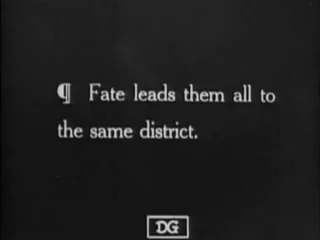 ¶ Fate leads them all to
the same district.
DG